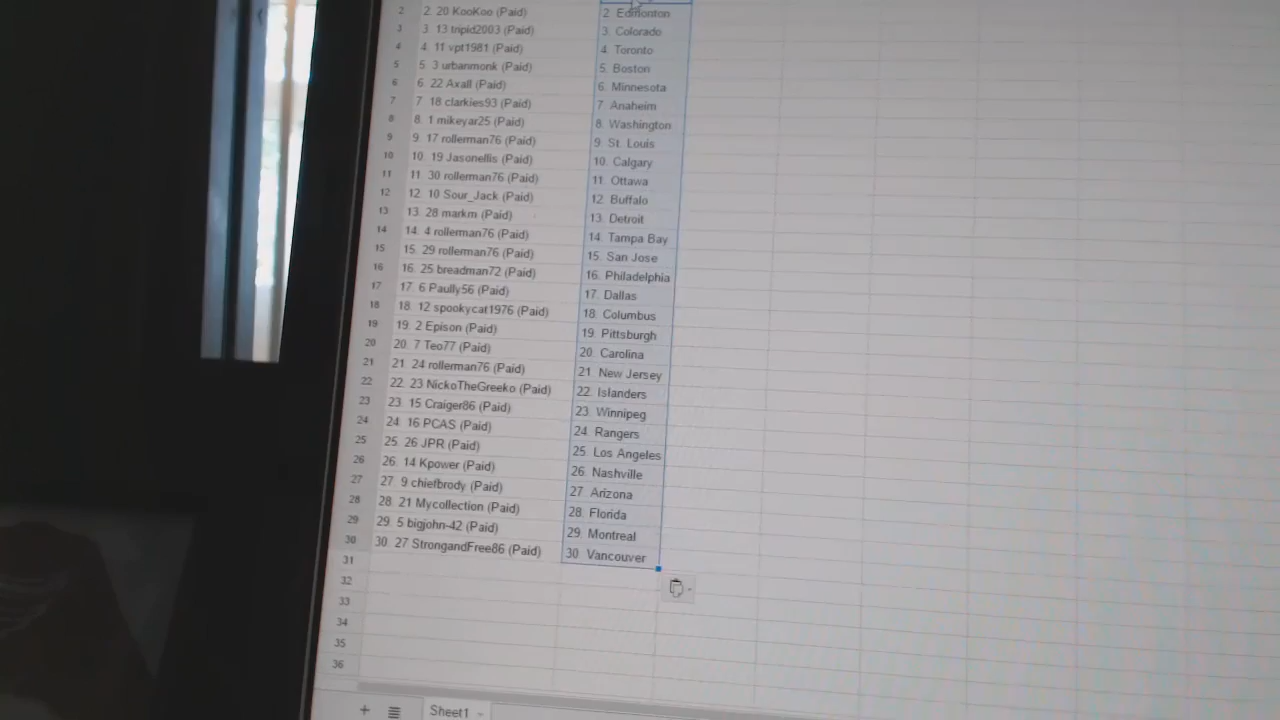 2 2. 20 KooKoo (Paid) 2. Edmonton
3 3. 13 tripid2003 (Paid) 3. Colorado
4 4. 11 vpt1981 (Paid) 4. Toronto
5 5. 3 urbanmonk (Paid) 5. Boston
6 6. 22 Axall (Paid) 6. Minnesota
7 7. 18 clarkies93 (Paid) 7. Anaheim
8 8. 1 mikeyar25 (Paid) 8. Washington
9 9. 17 rollerman76 (Paid) 9. St. Louis
10 10. 19 Jasonellis (Paid) 10. Calgary
11 11. 30 rollerman76 (Paid) 11. Ottawa
12 12. 10 Sour_Jack (Paid) 12. Buffalo
13 13. 28 markm (Paid) 13. Detroit
14 14. 4 rollerman76 (Paid) 14. Tampa Bay
15 15. 29 rollerman76 (Paid) 15. San Jose
16 16. 25 breadman72 (Paid) 16. Philadelphia
17 17. 6 Paully56 (Paid) 17. Dallas
18 18. 12 spookycat1976 (Paid) 18. Columbus
19 19. 2 Epison (Paid) 19. Pittsburgh
20 20. 7 Teo77 (Paid) 20. Carolina
21 21. 24 rollerman76 (Paid) 21. New Jersey
22 22. 23 NickoTheGreeko (Paid) 22. Islanders
23 23. 15 Craiger86 (Paid) 23. Winnipeg
24 24. 16 PCAS (Paid) 24. Rangers
25 25. 26 JPR (Paid) 25. Los Angeles
26 26. 14 Kpower (Paid) 26. Nashville
27 27. 9 chiefbrody (Paid) 27. Arizona
28 28. 21 Mycollection (Paid) 28. Florida
29 29. 5 bigjohn-42 (Paid) 29. Montreal
30 30. 27 StrongandFree86 (Paid) 30. Vancouver
31
32
33
34
35
36
Sheet1